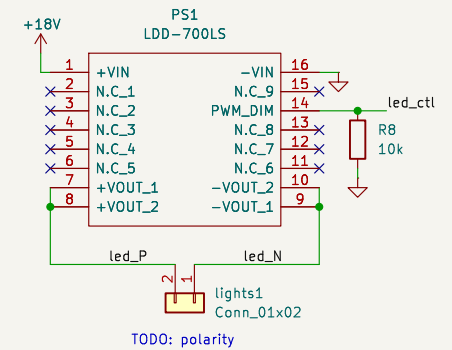 PS1
+18V
LDD-700LS
1 +VIN -VIN 16
2 N.C_1 N.C_9 15
3 N.C_2 PWM_DIM 14 led_ctl
4 N.C_3 N.C_8 13 R8
5 N.C_4 N.C_7 12 10k
6 N.C_5 N.C_6 11
7 +VOUT_1 -VOUT_2 10
8 +VOUT_2 -VOUT_1 9
led_P led_N
2 1
lights1
Conn_01x02
TODO: polarity